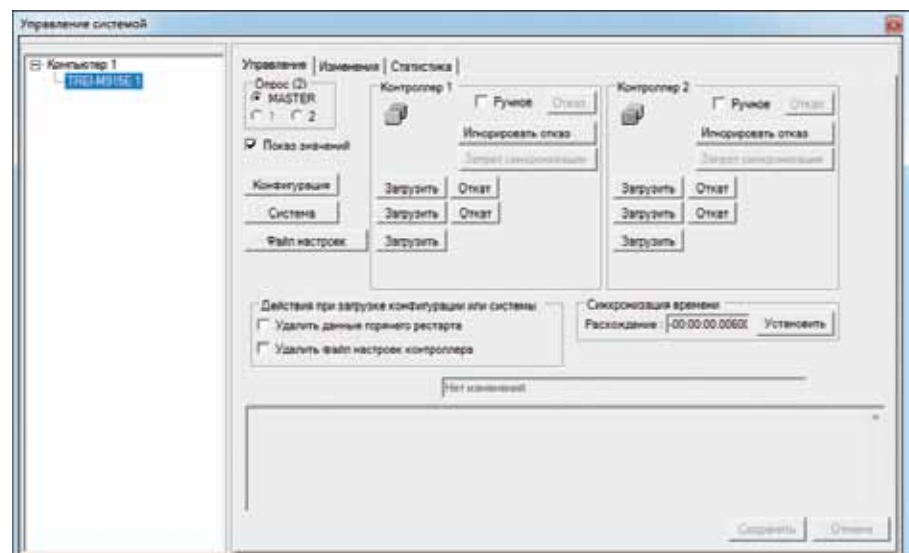 Управление системой
Компьютер 1
TREI-M915E 1
Управление
Изменения
Статистика
Опрос (2)
MASTER
1 2
Показ значений
Конфигурация
Система
Файл настроек
Контроллер 1
Ручное
Отказ
Игнорировать отказ
Запрет синхронизации
Загрузить Откат
Загрузить Откат
Загрузить
Контроллер 2
Ручное
Отказ
Игнорировать отказ
Запрет синхронизации
Загрузить Откат
Загрузить Откат
Загрузить
Действия при загрузке конфигурации или системы
Удалить данные горячего рестарта
Удалить файл настроек контроллера
Синхронизация времени
Расхождение : Установить
Нет изменений
Сохранить
Отмена